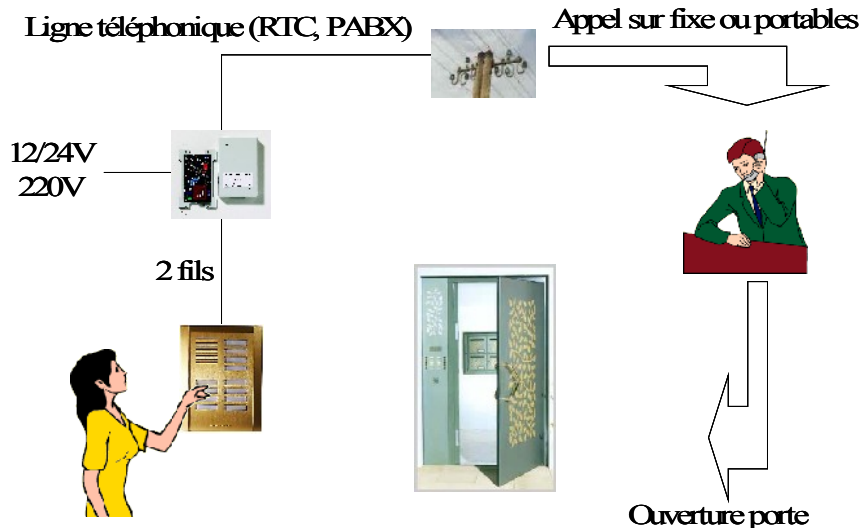 Ligne téléphonique (RTC, PABX)
Appel sur fixe ou portables
12/24V
220V
2 fils
Ouverture porte